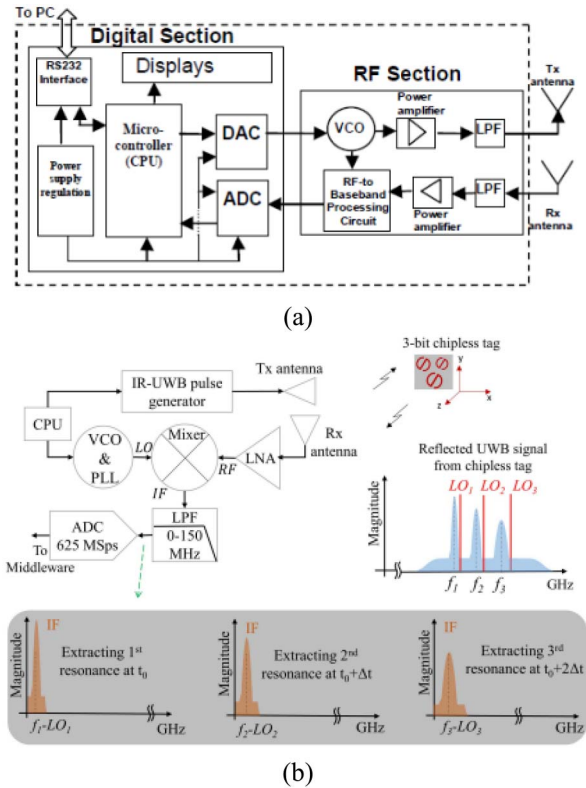 To PC
Digital Section
RS232
Interface
Displays
RF Section
Tx
antenna
Micro-
controller
(CPU)
DAC
VCO
Power
amplifier
LPF
Power
supply
regulation
ADC
RF-to
Baseband
Processing
Circuit
Power
amplifier
LPF
Rx
antenna
(a)
3-bit chipless tag
IR-UWB pulse
generator
Tx antenna
y
z
x
CPU
VCO
&
PLL
LO
Mixer
RF
LNA
Rx
antenna
IF
Reflected UWB signal
from chipless tag
Magnitude
LO1 LO2 LO3
f1 f2 f3
GHz
ADC
625 MSps
LPF
0-150
MHz
To
Middleware
Magnitude
IF
Extracting 1st
resonance at t0
f1-LO1
GHz
Magnitude
IF
Extracting 2nd
resonance at t0+Δt
f2-LO2
GHz
Magnitude
IF
Extracting 3rd
resonance at t0+2Δt
f3-LO3
GHz
(b)